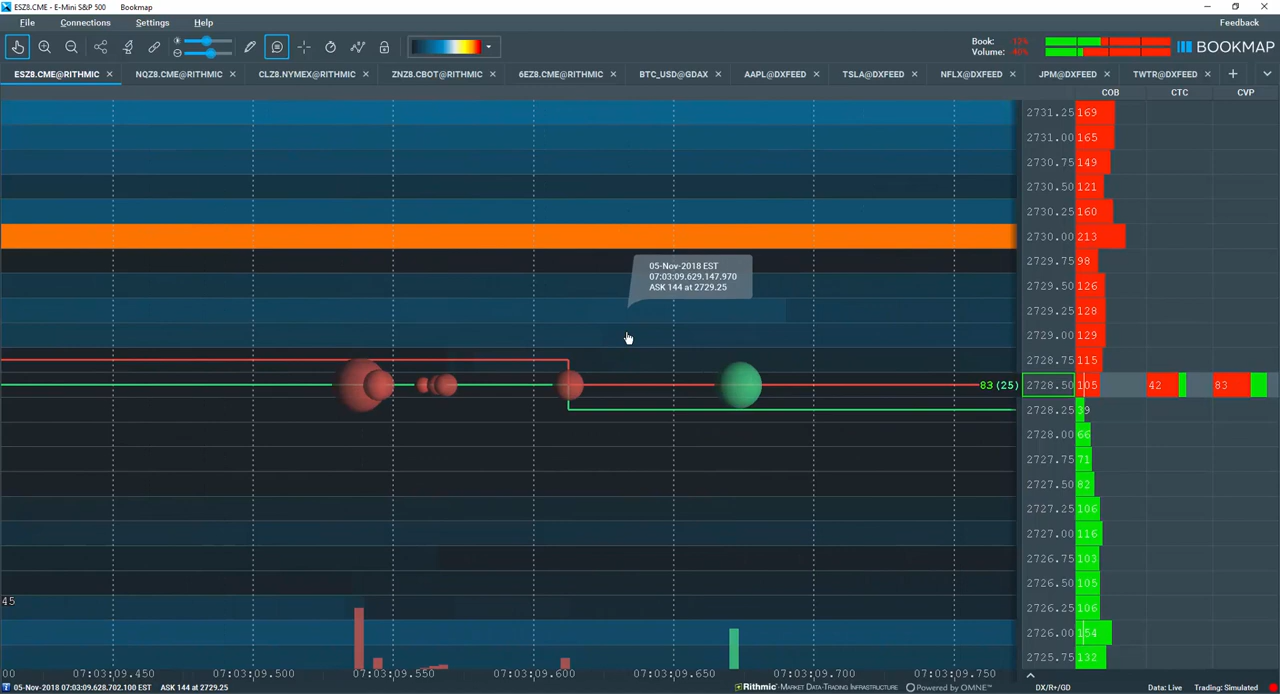 ESZ8.CME - E-Mini S&P 500 Bookmap
File Connections Settings Help Feedback
Book: -13%
Volume: -40%
BOOKMAP
ESZ8.CME@RITHMIC NQZ8.CME@RITHMIC CLZ8.NYMEX@RITHMIC ZNZ8.CBOT@RITHMIC 6EZ8.CME@RITHMIC BTC_USD@GDAX AAPL@DXFEED TSLA@DXFEED NFLX@DXFEED JPM@DXFEED TWTR@DXFEED
COB CTC CVP
2731.25 169
2731.00 165
2730.75 149
2730.50 121
2730.25 160
2730.00 213
2729.75 98
05-Nov-2018 EST
07:03:09.629.147.970
ASK 144 at 2729.25
2729.50 126
2729.25 128
2729.00 129
2728.75 115
83 (25) 2728.50 105 42 83
2728.25 39
2728.00 66
2727.75 71
2727.50 82
2727.25 106
2727.00 116
2726.75 103
2726.50 105
45 2726.25 106
2726.00 154
2725.75 132
00 07:03:09.450 07:03:09.500 07:03:09.550 07:03:09.600 07:03:09.650 07:03:09.700 07:03:09.750
05-Nov-2018 07:03:09.628.702.100 EST ASK 144 at 2729.25 Rithmic - MARKET DATA-TRADING INFRASTRUCTURE Powered by OMNE™ DX/R+/GD Data: Live Trading: Simulated